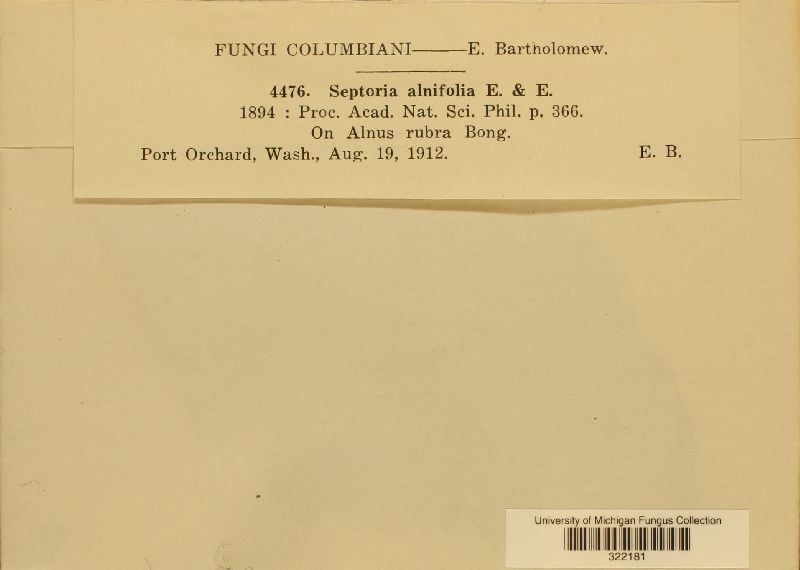 FUNGI COLUMBIANI——E. Bartholomew.
4476. Septoria alnifolia E. & E.
1894 : Proc. Acad. Nat. Sci. Phil. p. 366.
On Alnus rubra Bong.
Port Orchard, Wash., Aug. 19, 1912. E. B.
University of Michigan Fungus Collection
322181